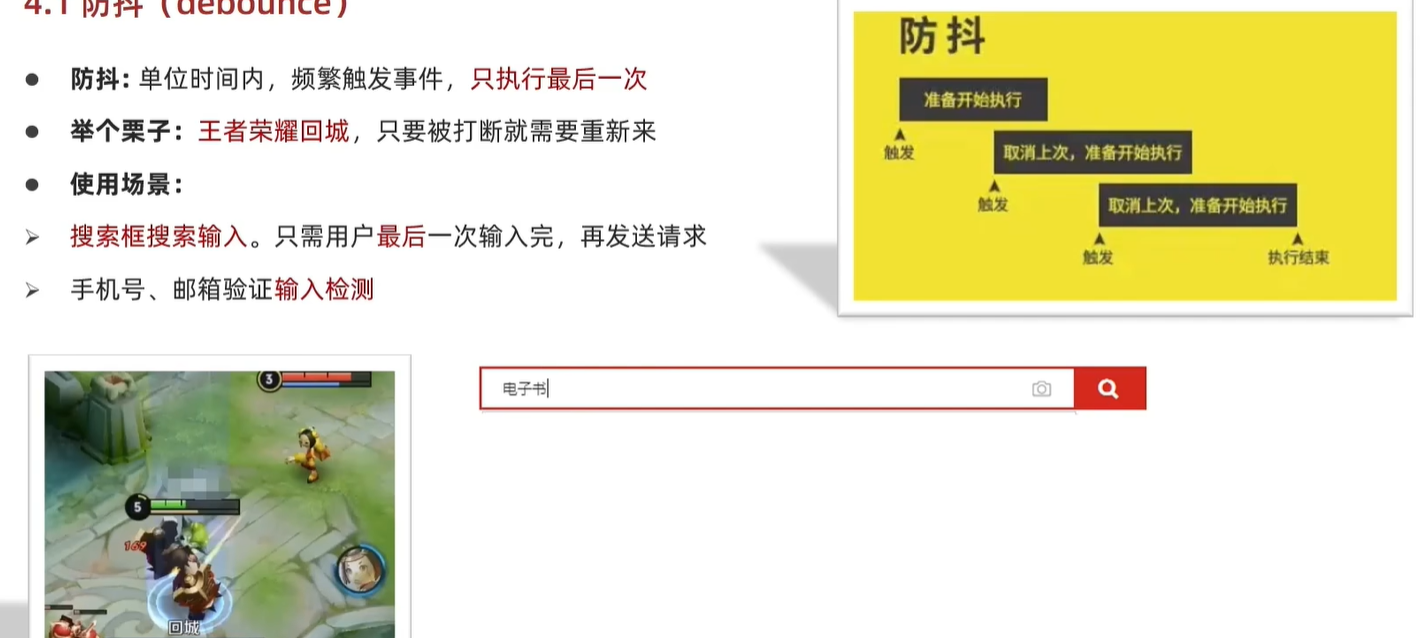 4.1 防抖（debounce）
防抖：单位时间内，频繁触发事件，只执行最后一次
举个栗子：王者荣耀回城，只要被打断就需要重新来
使用场景：
搜索框搜索输入。只需用户最后一次输入完，再发送请求
手机号、邮箱验证输入检测
防抖
准备开始执行
触发
取消上次，准备开始执行
触发
取消上次，准备开始执行
触发
执行结束
电子书
3
5
169
回城